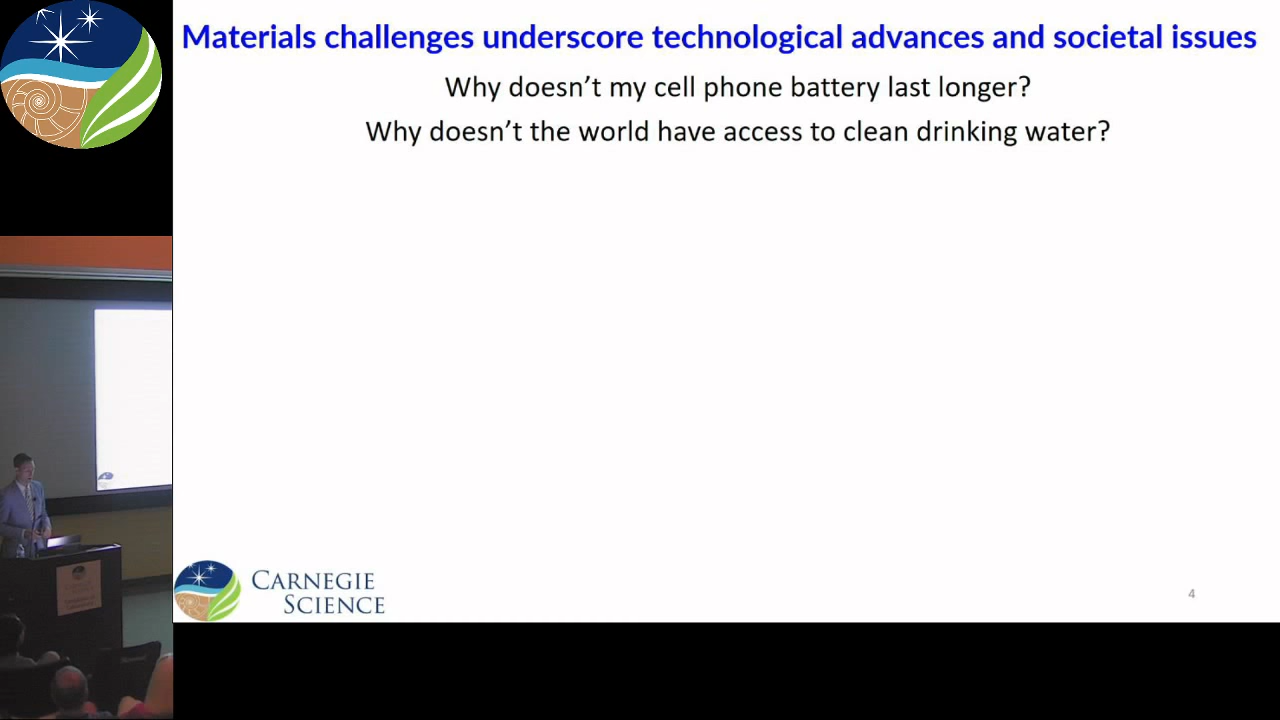 Materials challenges underscore technological advances and societal issues
Why doesn't my cell phone battery last longer?
Why doesn't the world have access to clean drinking water?
CARNEGIE
SCIENCE
4